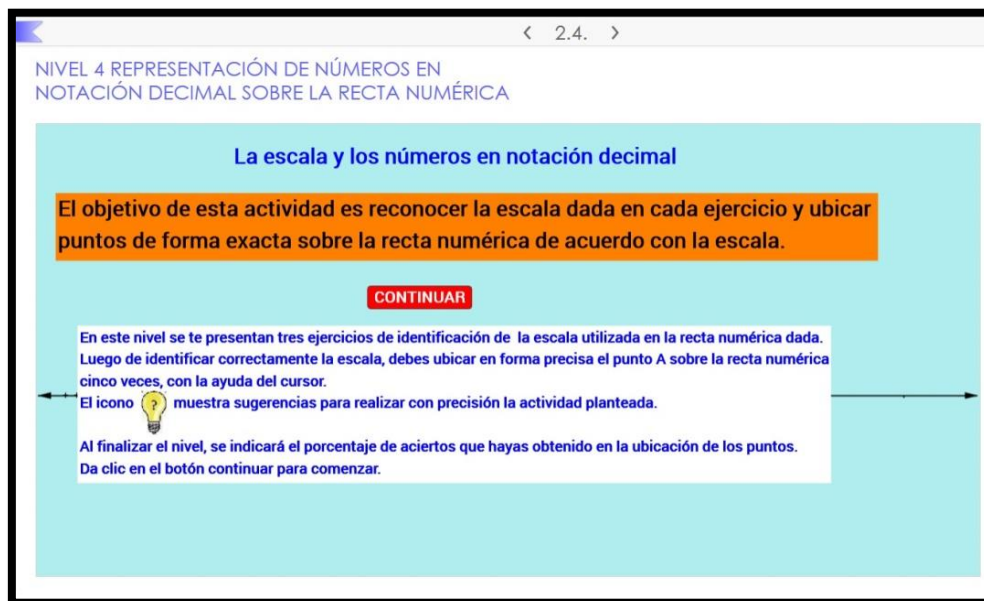 2.4.
NIVEL 4 REPRESENTACIÓN DE NÚMEROS EN
NOTACIÓN DECIMAL SOBRE LA RECTA NUMÉRICA
La escala y los números en notación decimal
El objetivo de esta actividad es reconocer la escala dada en cada ejercicio y ubicar
puntos de forma exacta sobre la recta numérica de acuerdo con la escala.
CONTINUAR
En este nivel se te presentan tres ejercicios de identificación de la escala utilizada en la recta numérica dada.
Luego de identificar correctamente la escala, debes ubicar en forma precisa el punto A sobre la recta numérica
cinco veces, con la ayuda del cursor.
El icono ? muestra sugerencias para realizar con precisión la actividad planteada.
Al finalizar el nivel, se indicará el porcentaje de aciertos que hayas obtenido en la ubicación de los puntos.
Da clic en el botón continuar para comenzar.